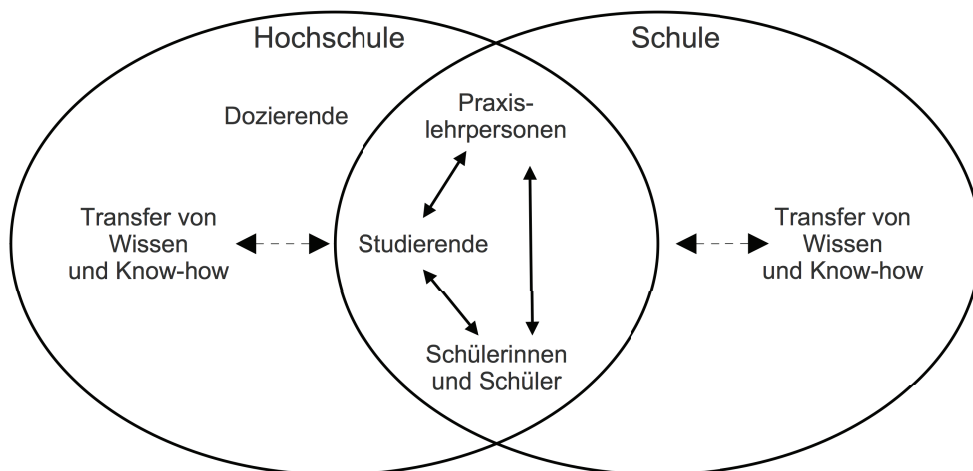 Hochschule
Schule
Dozierende
Praxis-
lehrpersonen
Transfer von
Wissen
und Know-how
Studierende
Transfer von
Wissen
und Know-how
Schülerinnen
und Schüler